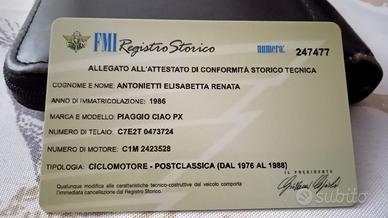 FMI Registro Storico numero: 247477
ALLEGATO ALL'ATTESTATO DI CONFORMITÀ STORICO TECNICA
COGNOME E NOME: ANTONIETTI ELISABETTA RENATA
ANNO DI IMMATRICOLAZIONE: 1986
MARCA E MODELLO: PIAGGIO CIAO PX
NUMERO DI TELAIO: C7E2T 0473724
NUMERO DI MOTORE: C1M 2423528
TIPOLOGIA: CICLOMOTORE - POSTCLASSICA (DAL 1976 AL 1988)
IL PRESIDENTE
Qualunque modifica alle caratteristiche tecnico-costruttive del veicolo comporta
l'immediata cancellazione dal Registro Storico.
subito